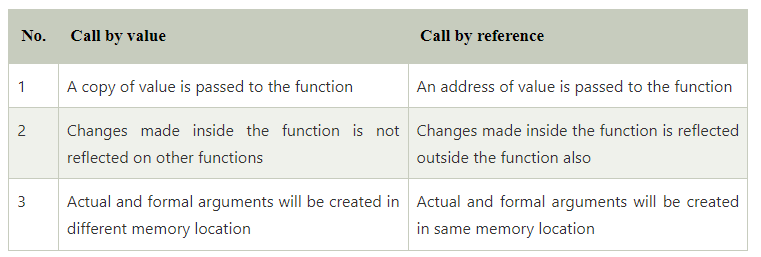 No. Call by value Call by reference
1 A copy of value is passed to the function An address of value is passed to the function
2 Changes made inside the function is not Changes made inside the function is reflected
reflected on other functions outside the function also
3 Actual and formal arguments will be created in Actual and formal arguments will be created
different memory location in same memory location